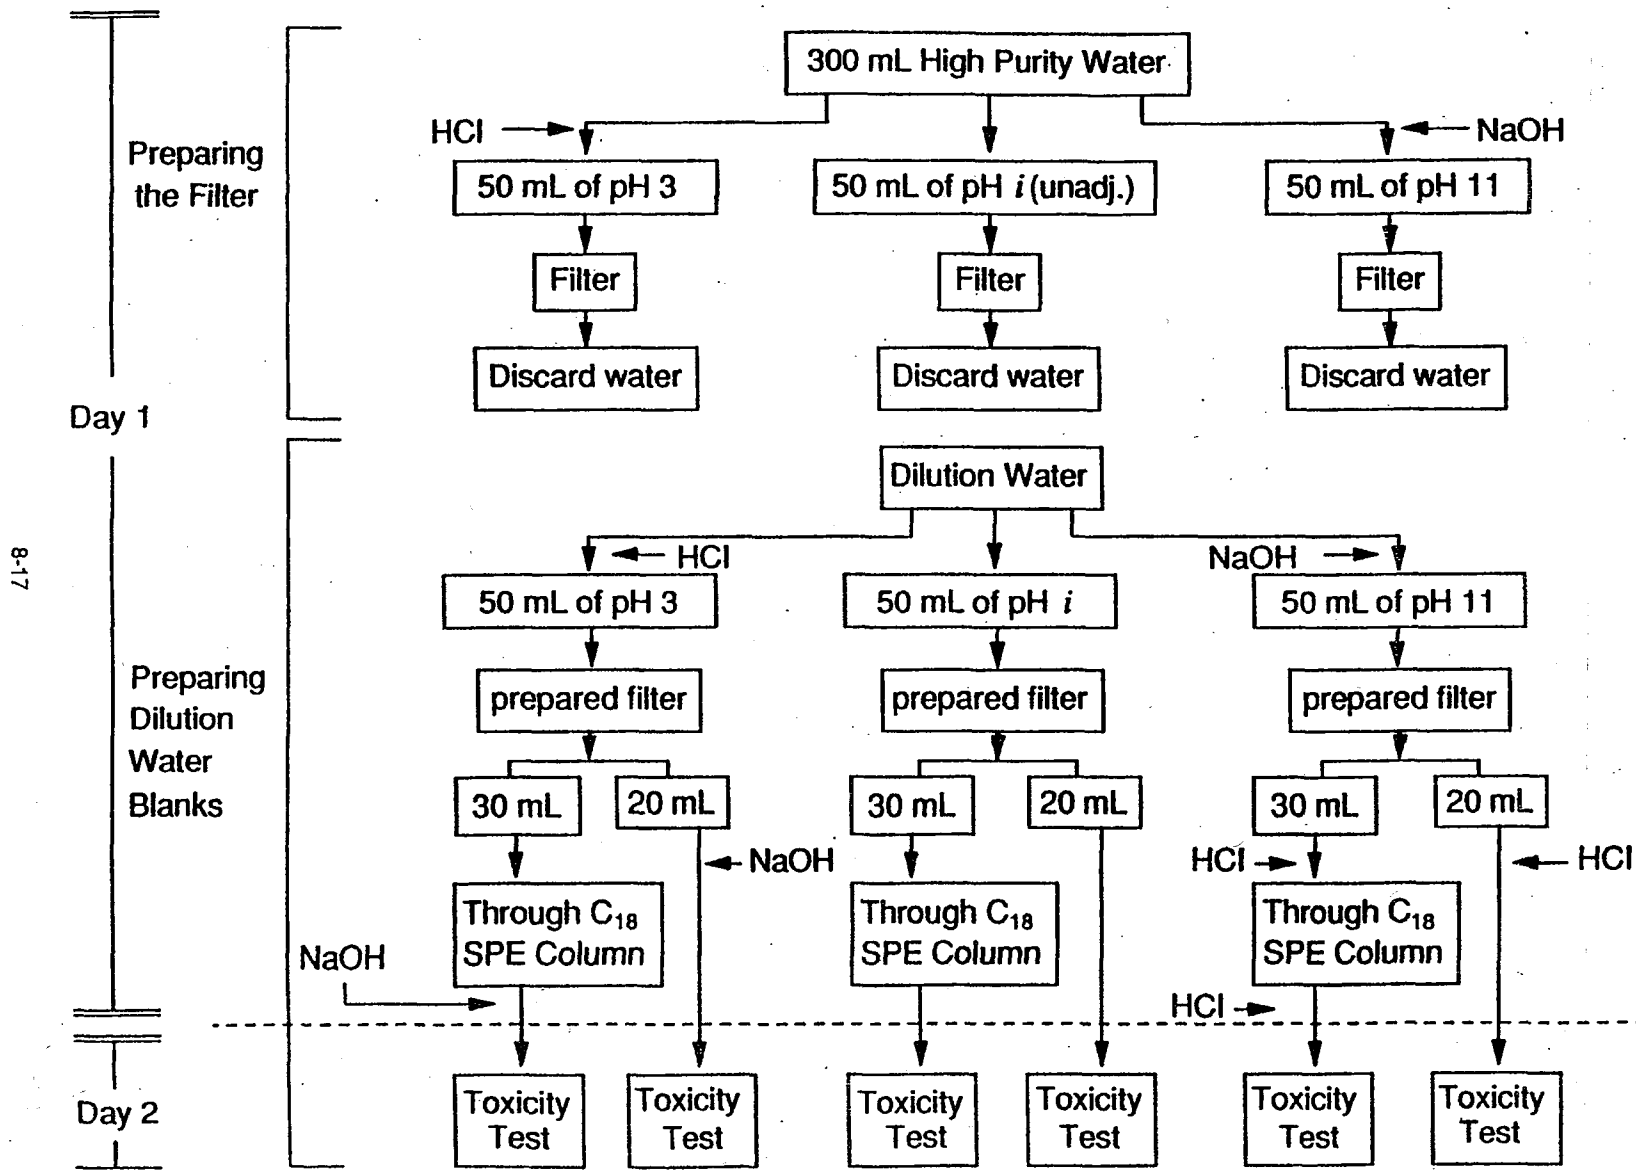 300 mL High Purity Water
HCl
NaOH
Preparing
the Filter
50 mL of pH 3
50 mL of pH i (unadj.)
50 mL of pH 11
Filter
Filter
Filter
Discard water
Discard water
Discard water
Day 1
Dilution Water
HCl
NaOH
50 mL of pH 3
50 mL of pH i
50 mL of pH 11
8-17
Preparing
Dilution
Water
Blanks
prepared filter
prepared filter
prepared filter
30 mL
20 mL
30 mL
20 mL
30 mL
20 mL
NaOH
HCl
HCl
Through C₁₈
SPE Column
Through C₁₈
SPE Column
Through C₁₈
SPE Column
NaOH
HCl
Day 2
Toxicity
Test
Toxicity
Test
Toxicity
Test
Toxicity
Test
Toxicity
Test
Toxicity
Test